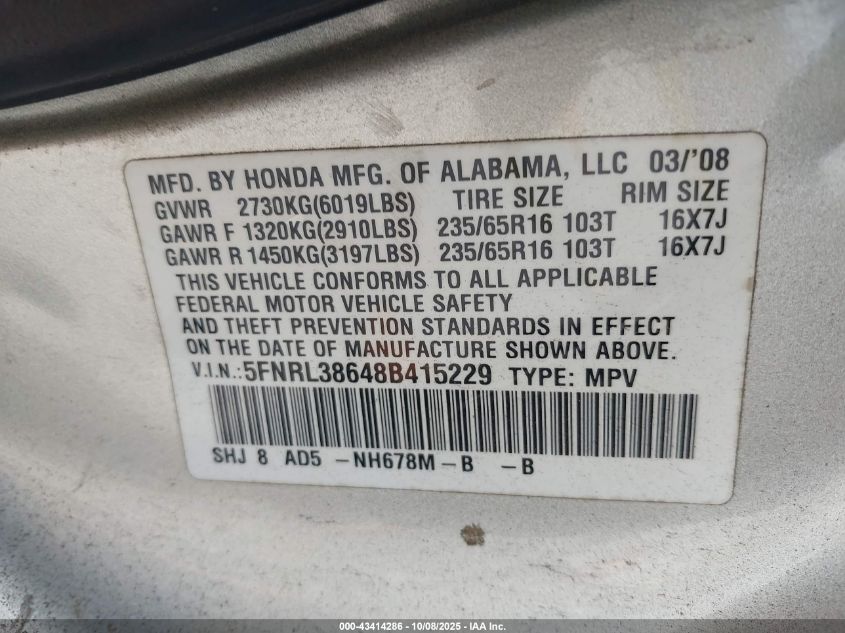 MFD. BY HONDA MFG. OF ALABAMA, LLC 03/'08
GVWR 2730KG(6019LBS) TIRE SIZE RIM SIZE
GAWR F 1320KG(2910LBS) 235/65R16 103T 16X7J
GAWR R 1450KG(3197LBS) 235/65R16 103T 16X7J
THIS VEHICLE CONFORMS TO ALL APPLICABLE
FEDERAL MOTOR VEHICLE SAFETY
AND THEFT PREVENTION STANDARDS IN EFFECT
ON THE DATE OF MANUFACTURE SHOWN ABOVE.
V.I.N.:5FNRL38648B415229 TYPE: MPV
SHJ 8 AD5 -NH678M-B -B
000-43414286 - 10/08/2025 - IAA Inc.